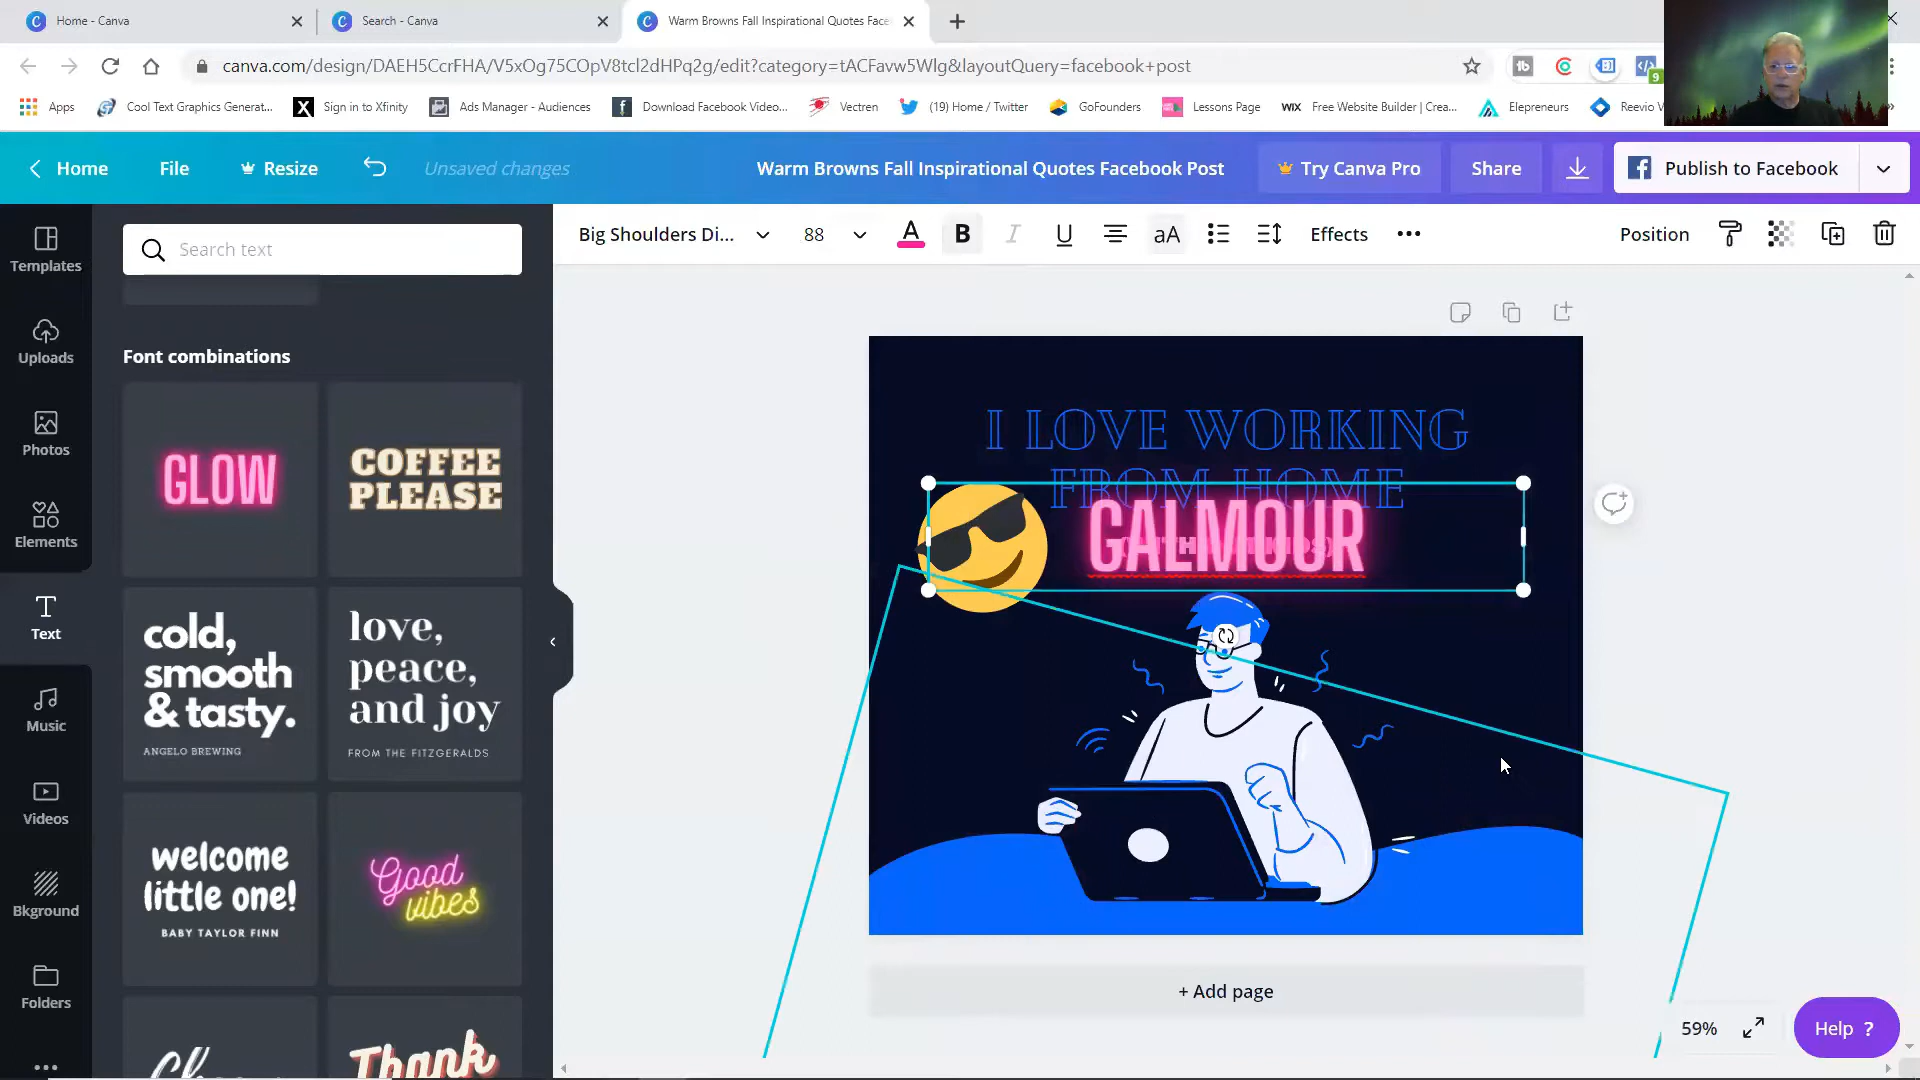 Home - Canva
Search - Canva
Warm Browns Fall Inspirational Quotes Face
canva.com/design/DAEH5CcrFHA/V5xOg75COpV8tcl2dHPq2g/edit?category=tACFavw5Wlg&layoutQuery=facebook+post
9
Apps
Cool Text Graphics Generat...
Sign in to Xfinity
Ads Manager - Audiences
Download Facebook Video...
Vectren
(19) Home / Twitter
GoFounders
Lessons Page
WIX Free Website Builder | Crea...
Elepreneurs
Reevio V
Home
File
Resize
Unsaved changes
Warm Browns Fall Inspirational Quotes Facebook Post
Try Canva Pro
Share
Publish to Facebook
Big Shoulders Di...
88
A
B
I
U
aA
Effects
Position
Templates
Uploads
Photos
Elements
Text
Music
Videos
Bkground
Folders
Search text
Font combinations
GLOW
COFFEE
PLEASE
cold,
smooth
& tasty.
ANGELO BREWING
love,
peace,
and joy
FROM THE FITZGERALDS
welcome
little one!
BABY TAYLOR FINN
Good
vibes
Thank
I LOVE WORKING
FROM HOME
GALMOUR
+ Add page
59%
Help ?